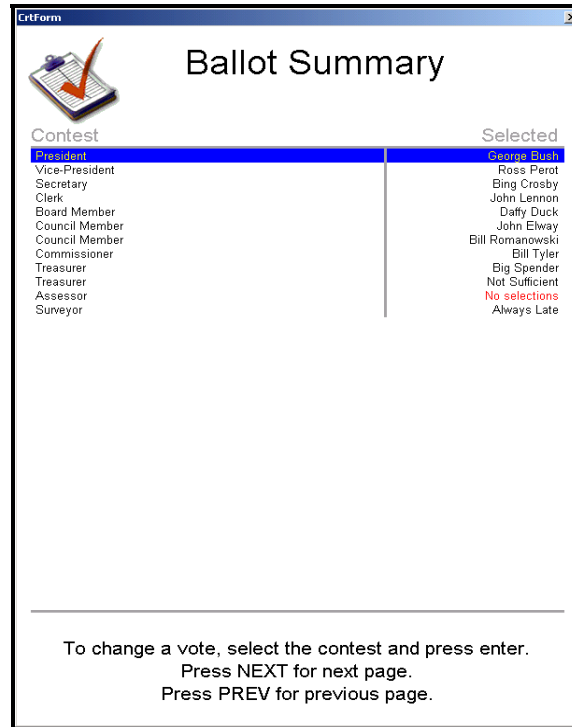 CrtForm
Ballot Summary
Contest Selected
President George Bush
Vice-President Ross Perot
Secretary Bing Crosby
Clerk John Lennon
Board Member Daffy Duck
Council Member John Elway
Council Member Bill Romanowski
Commissioner Bill Tyler
Treasurer Big Spender
Treasurer Not Sufficient
Assessor No selections
Surveyor Always Late
To change a vote, select the contest and press enter.
Press NEXT for next page.
Press PREV for previous page.